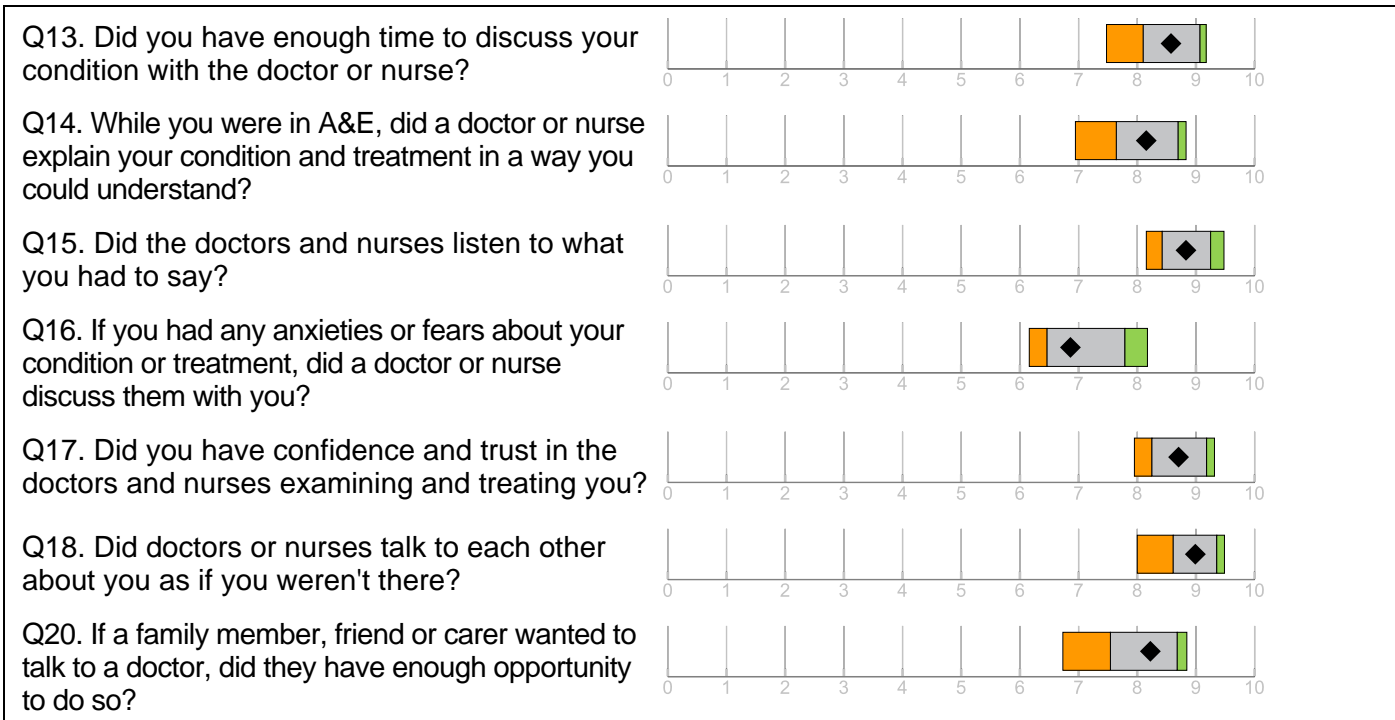 Q13. Did you have enough time to discuss your
condition with the doctor or nurse?
0 1 2 3 4 5 6 7 8 9 10
Q14. While you were in A&E, did a doctor or nurse
explain your condition and treatment in a way you
could understand?
0 1 2 3 4 5 6 7 8 9 10
Q15. Did the doctors and nurses listen to what
you had to say?
0 1 2 3 4 5 6 7 8 9 10
Q16. If you had any anxieties or fears about your
condition or treatment, did a doctor or nurse
discuss them with you?
0 1 2 3 4 5 6 7 8 9 10
Q17. Did you have confidence and trust in the
doctors and nurses examining and treating you?
0 1 2 3 4 5 6 7 8 9 10
Q18. Did doctors or nurses talk to each other
about you as if you weren't there?
0 1 2 3 4 5 6 7 8 9 10
Q20. If a family member, friend or carer wanted to
talk to a doctor, did they have enough opportunity
to do so?
0 1 2 3 4 5 6 7 8 9 10